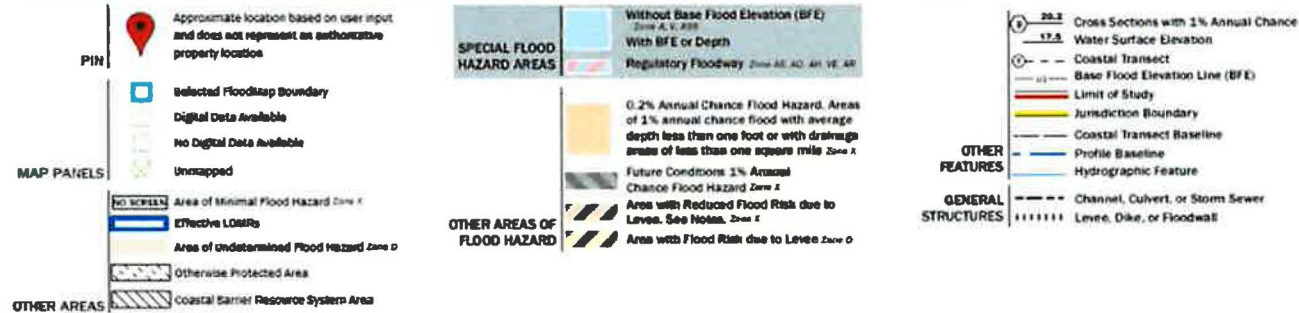 PIN
Approximate location based on user input
and does not represent an authoritative
property location
Selected FloodMap Boundary
Digital Data Available
No Digital Data Available
MAP PANELS
Unmapped
NO SCREEN Area of Minimal Flood Hazard Zone X
Effective LOMRs
Area of Undetermined Flood Hazard Zone D
Otherwise Protected Area
OTHER AREAS
Coastal Barrier Resource System Area
SPECIAL FLOOD
HAZARD AREAS
Without Base Flood Elevation (BFE)
Zone A, V, A99
With BFE or Depth
Regulatory Floodway Zone AE, AO, AH, VE, AR
0.2% Annual Chance Flood Hazard. Areas
of 1% annual chance flood with average
depth less than one foot or with drainage
areas of less than one square mile Zone X
Future Conditions 1% Annual
Chance Flood Hazard Zone X
Area with Reduced Flood Risk due to
Levee. See Notes. Zone X
OTHER AREAS OF
FLOOD HAZARD
Area with Flood Risk due to Levee Zone D
20.2
Cross Sections with 1% Annual Chance
17.5
Water Surface Elevation
Coastal Transect
Base Flood Elevation Line (BFE)
Limit of Study
Jurisdiction Boundary
Coastal Transect Baseline
OTHER
FEATURES
Profile Baseline
Hydrographic Feature
GENERAL
STRUCTURES
Channel, Culvert, or Storm Sewer
Levee, Dike, or Floodwall